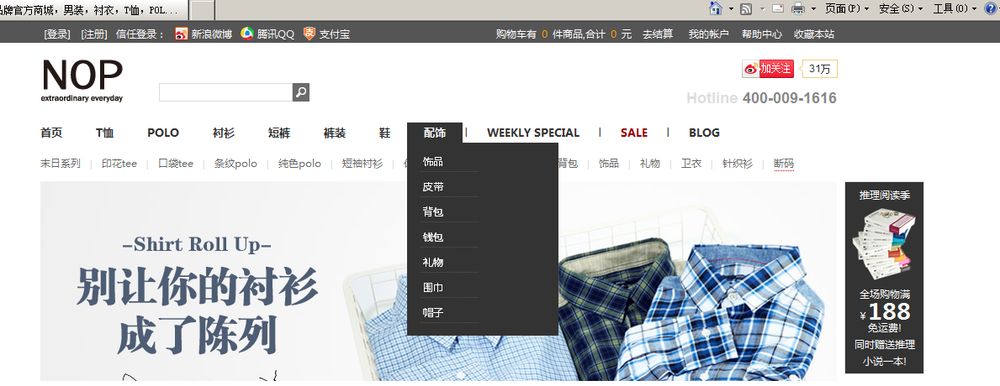 品牌官方商城，男装，衬衣，T恤，POL...
页面(P) 安全(S) 工具(O)
[登录] [注册] 信任登录： 新浪微博 腾讯QQ 支付宝 购物车有 0 件商品,合计 0 元 去结算 我的帐户 帮助中心 收藏本站
NOP
extraordinary everyday
加关注 31万
Hotline 400-009-1616
首页 T恤 POLO 衬衫 短裤 裤装 鞋 配饰 | WEEKLY SPECIAL | SALE | BLOG
末日系列 | 印花tee | 口袋tee | 条纹polo | 纯色polo | 短袖衬衫 | 背包 | 饰品 | 礼物 | 卫衣 | 针织衫 | 断码
饰品
皮带
背包
钱包
礼物
围巾
帽子
–Shirt Roll Up–
别让你的衬衫
成了陈列
推理阅读季
全场购物满
¥188
免运费!
同时赠送推理
小说一本!